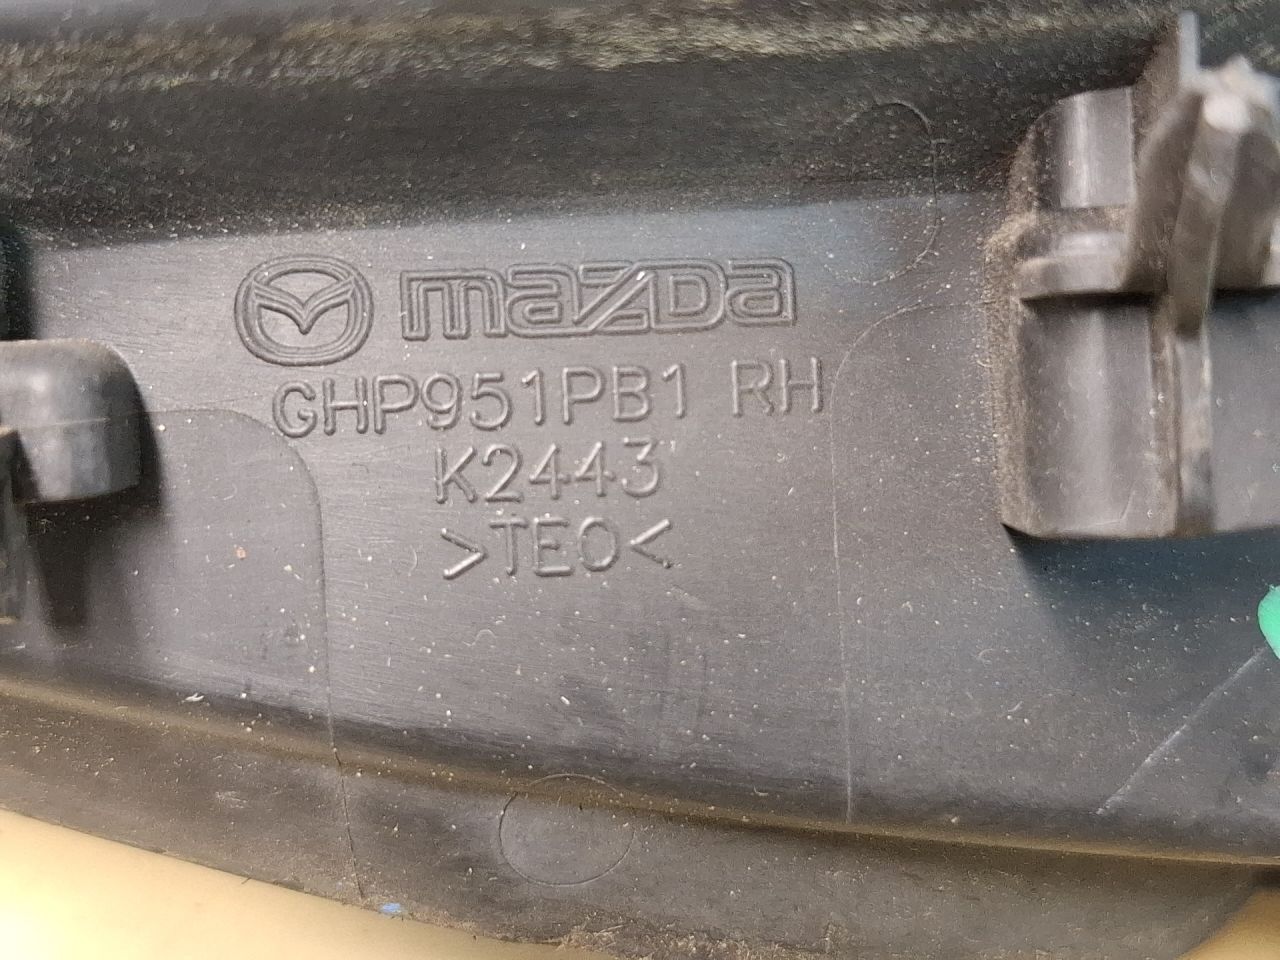 mazda
GHP951PB1 RH
K2443
>TEO<